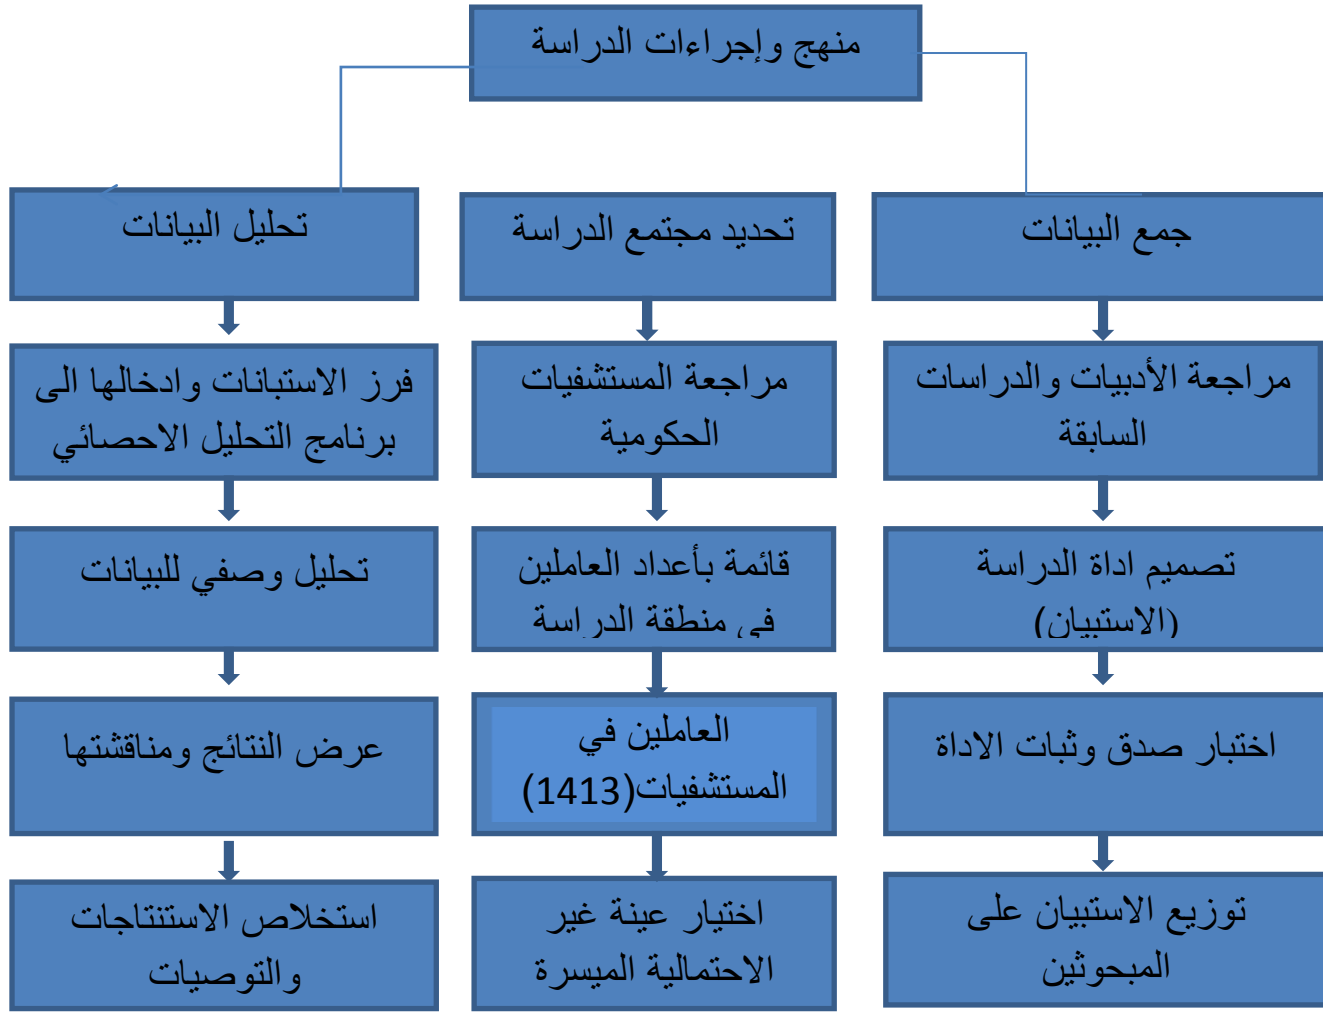 منهج وإجراءات الدراسة
جمع البيانات
مراجعة الأدبيات والدراسات
السابقة
تصميم اداة الدراسة
(الاستبيان)
اختبار صدق وثبات الاداة
توزيع الاستبيان على
المبحوثين
تحديد مجتمع الدراسة
مراجعة المستشفيات
الحكومية
قائمة بأعداد العاملين
في منطقة الدراسة
العاملين في
المستشفيات(1413)
اختيار عينة غير
الاحتمالية الميسرة
تحليل البيانات
فرز الاستبانات وادخالها الى
برنامج التحليل الاحصائي
تحليل وصفي للبيانات
عرض النتائج ومناقشتها
استخلاص الاستنتاجات
والتوصيات